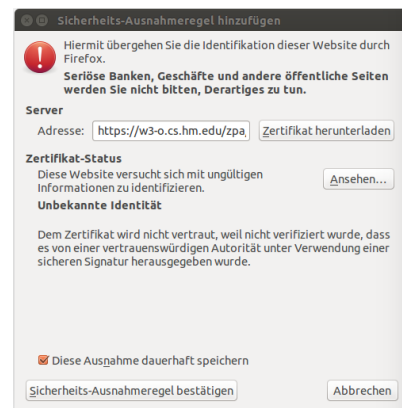 Sicherheits-Ausnahmeregel hinzufügen
Hiermit übergehen Sie die Identifikation dieser Website durch
Firefox.
Seriöse Banken, Geschäfte und andere öffentliche Seiten
werden Sie nicht bitten, Derartiges zu tun.
Server
Adresse: https://w3-o.cs.hm.edu/zpa, Zertifikat herunterladen
Zertifikat-Status
Diese Website versucht sich mit ungültigen
Informationen zu identifizieren.
Ansehen...
Unbekannte Identität
Dem Zertifikat wird nicht vertraut, weil nicht verifiziert wurde, dass
es von einer vertrauenswürdigen Autorität unter Verwendung einer
sicheren Signatur herausgegeben wurde.
Diese Ausnahme dauerhaft speichern
Sicherheits-Ausnahmeregel bestätigen Abbrechen